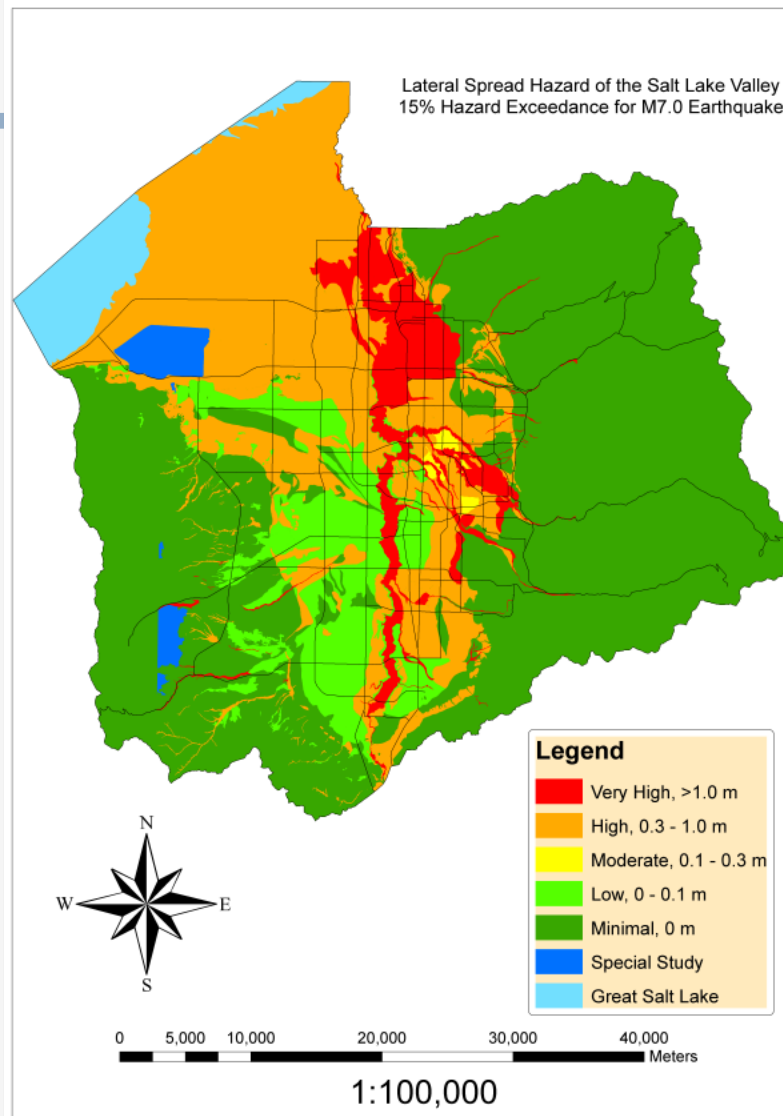 Lateral Spread Hazard of the Salt Lake Valley
15% Hazard Exceedance for M7.0 Earthquake
Legend
Very High, >1.0 m
High, 0.3 - 1.0 m
Moderate, 0.1 - 0.3 m
Low, 0 - 0.1 m
Minimal, 0 m
Special Study
Great Salt Lake
N
W E
S
0 5,000 10,000 20,000 30,000 40,000
Meters
1:100,000